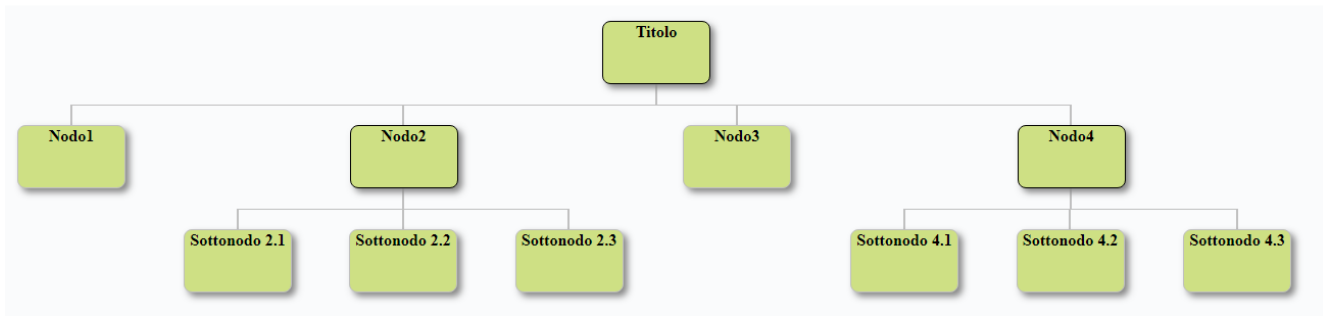 Titolo
Nodo1
Nodo2
Nodo3
Nodo4
Sottonodo 2.1
Sottonodo 2.2
Sottonodo 2.3
Sottonodo 4.1
Sottonodo 4.2
Sottonodo 4.3